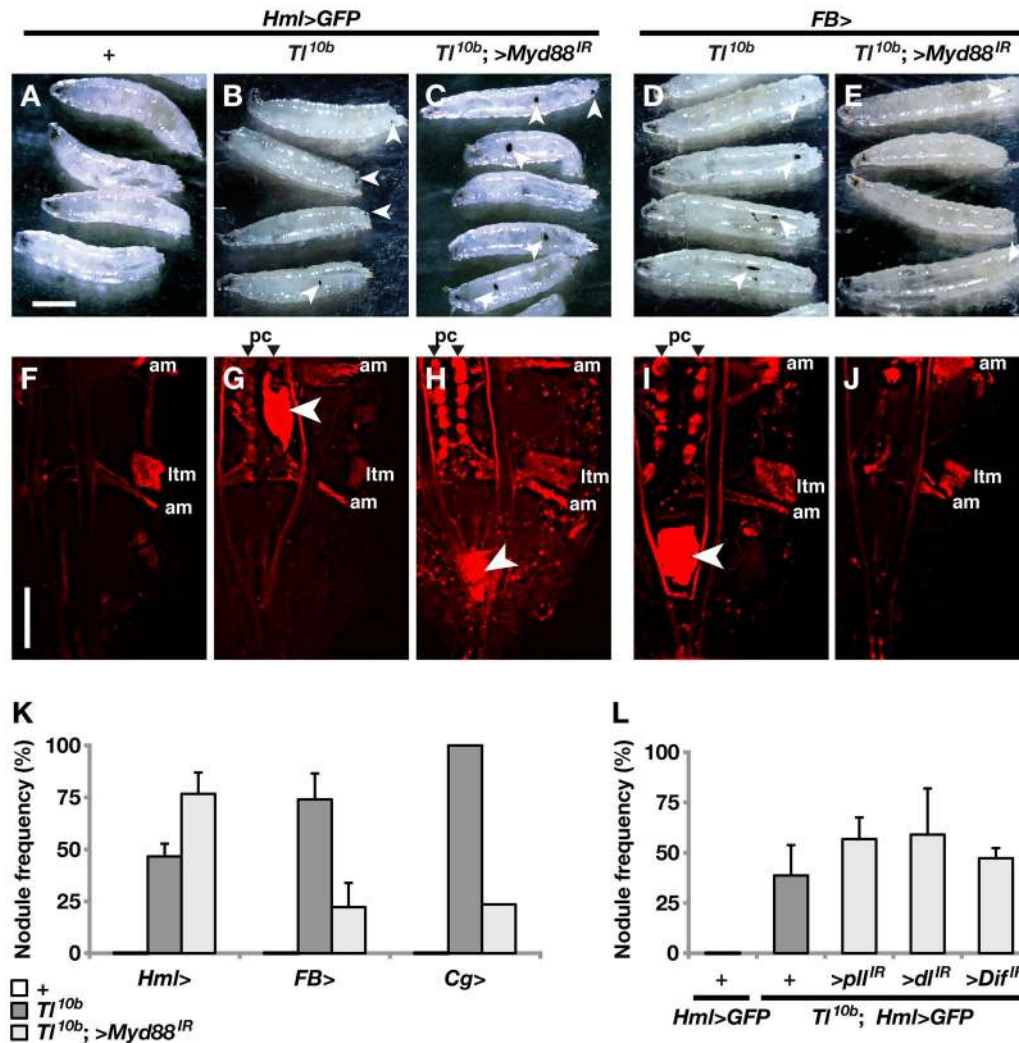 Hml>GFP FB>
+ Tl10b Tl10b; >Myd88IR Tl10b Tl10b; >Myd88IR
A B C D E
pc pc
F G H I J
am am am am
ltm ltm ltm ltm
am am am am am
K L
Nodule frequency (%) Nodule frequency (%)
100 100
75 75
50 50
25 25
0 0
Hml> FB> Cg> + + >pllIR >dlIR >DifIR
+ Hml>GFP Tl10b; Hml>GFP
Tl10b
Tl10b; >Myd88IR